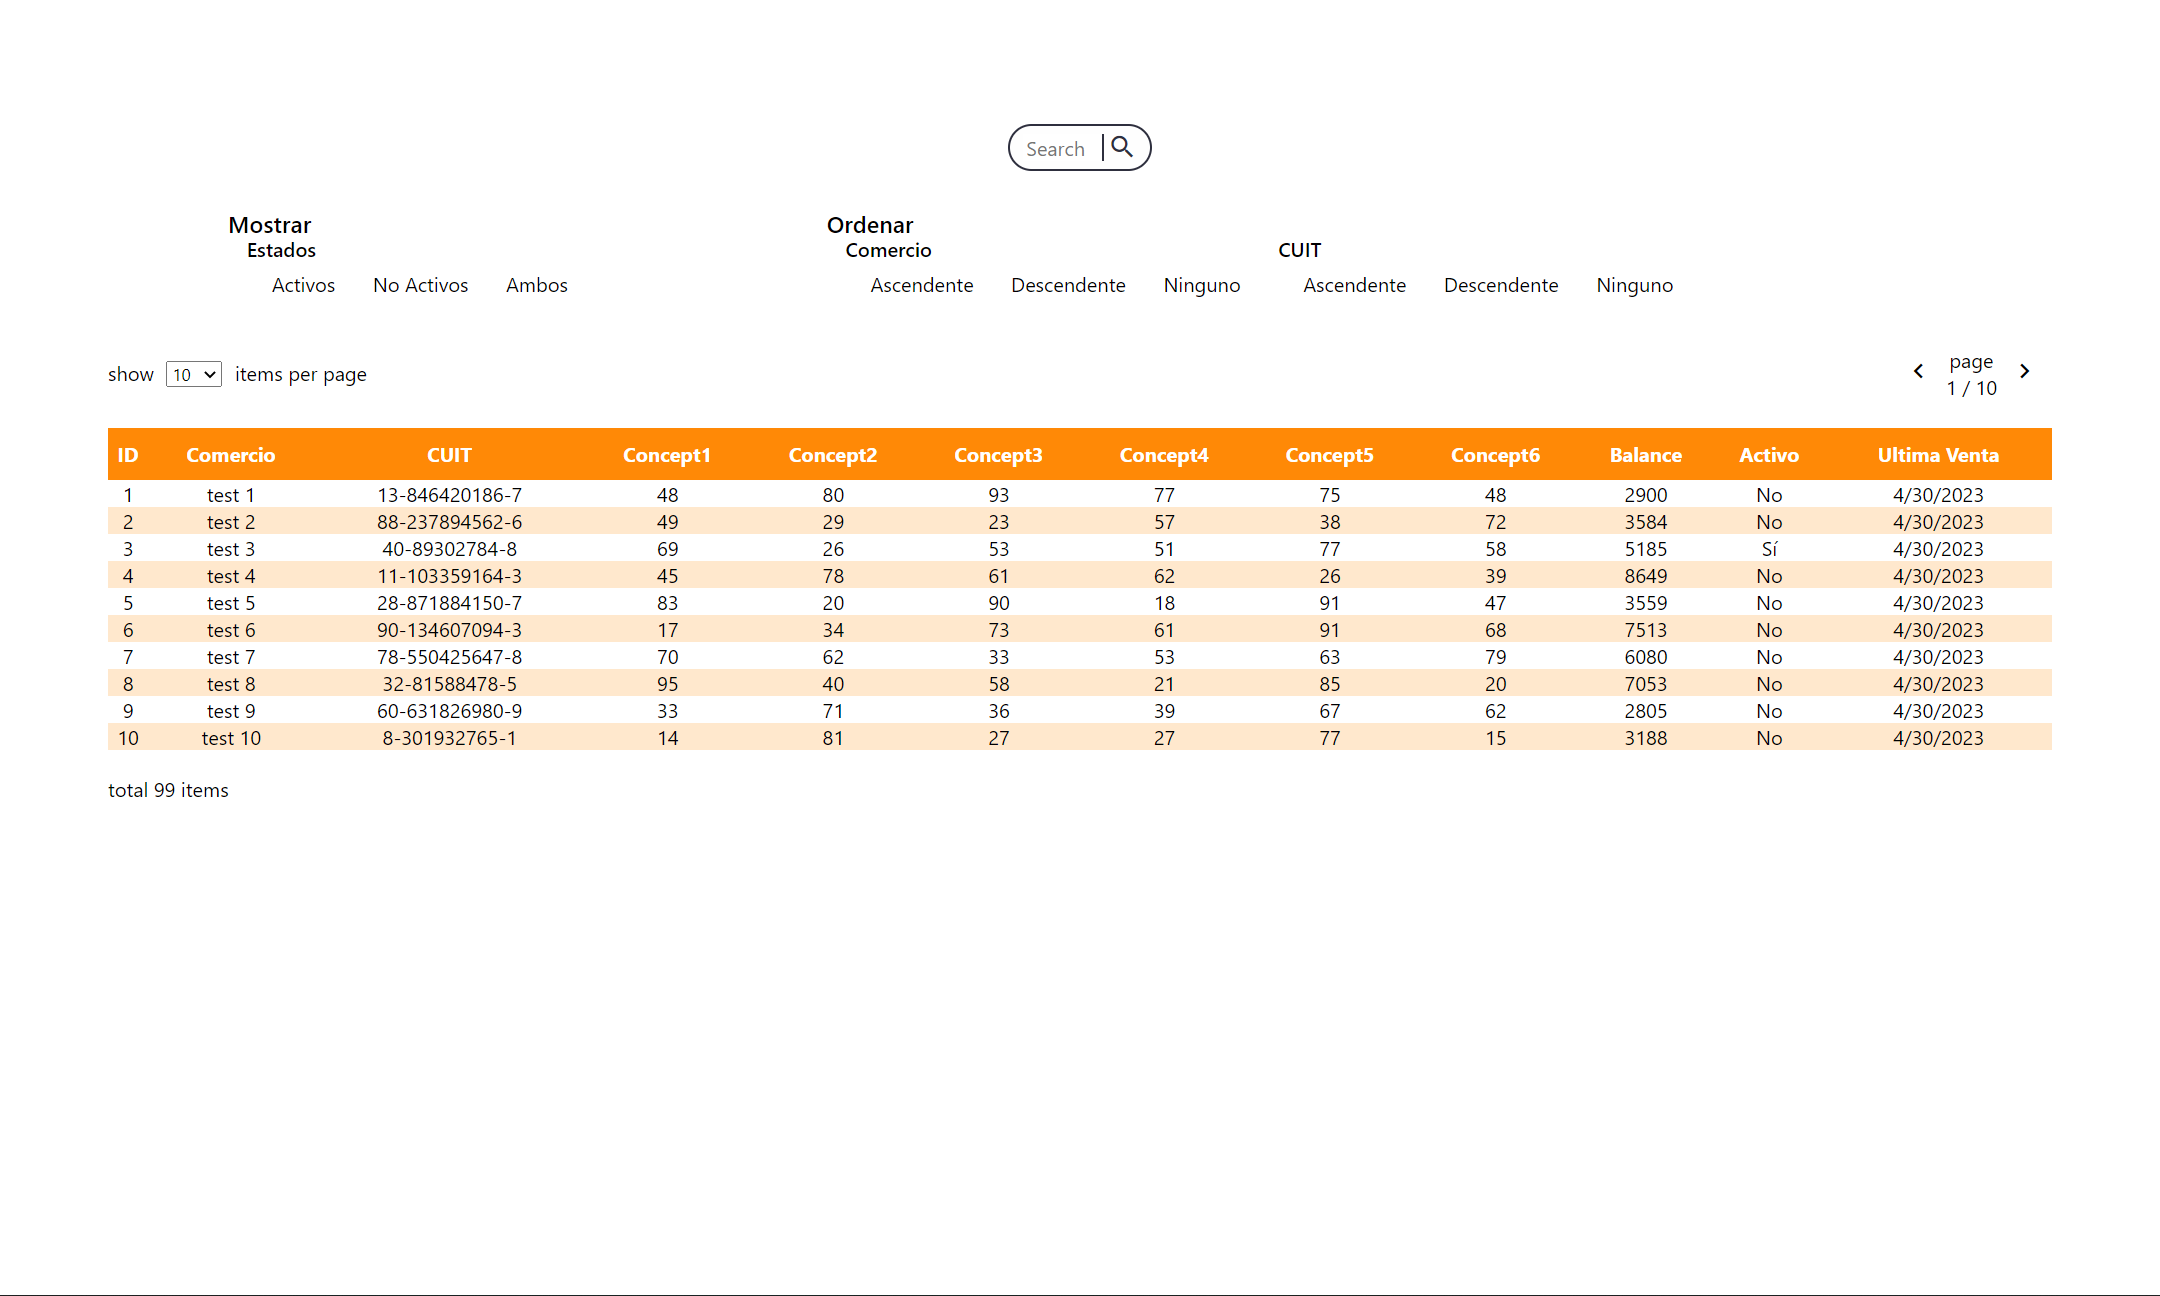 Search
Mostrar
Estados
Activos No Activos Ambos
Ordenar
Comercio
Ascendente Descendente Ninguno
CUIT
Ascendente Descendente Ninguno
show 10 items per page
page
1 / 10
ID Comercio CUIT Concept1 Concept2 Concept3 Concept4 Concept5 Concept6 Balance Activo Ultima Venta
1 test 1 13-846420186-7 48 80 93 77 75 48 2900 No 4/30/2023
2 test 2 88-237894562-6 49 29 23 57 38 72 3584 No 4/30/2023
3 test 3 40-89302784-8 69 26 53 51 77 58 5185 Sí 4/30/2023
4 test 4 11-103359164-3 45 78 61 62 26 39 8649 No 4/30/2023
5 test 5 28-871884150-7 83 20 90 18 91 47 3559 No 4/30/2023
6 test 6 90-134607094-3 17 34 73 61 91 68 7513 No 4/30/2023
7 test 7 78-550425647-8 70 62 33 53 63 79 6080 No 4/30/2023
8 test 8 32-81588478-5 95 40 58 21 85 20 7053 No 4/30/2023
9 test 9 60-631826980-9 33 71 36 39 67 62 2805 No 4/30/2023
10 test 10 8-301932765-1 14 81 27 27 77 15 3188 No 4/30/2023
total 99 items